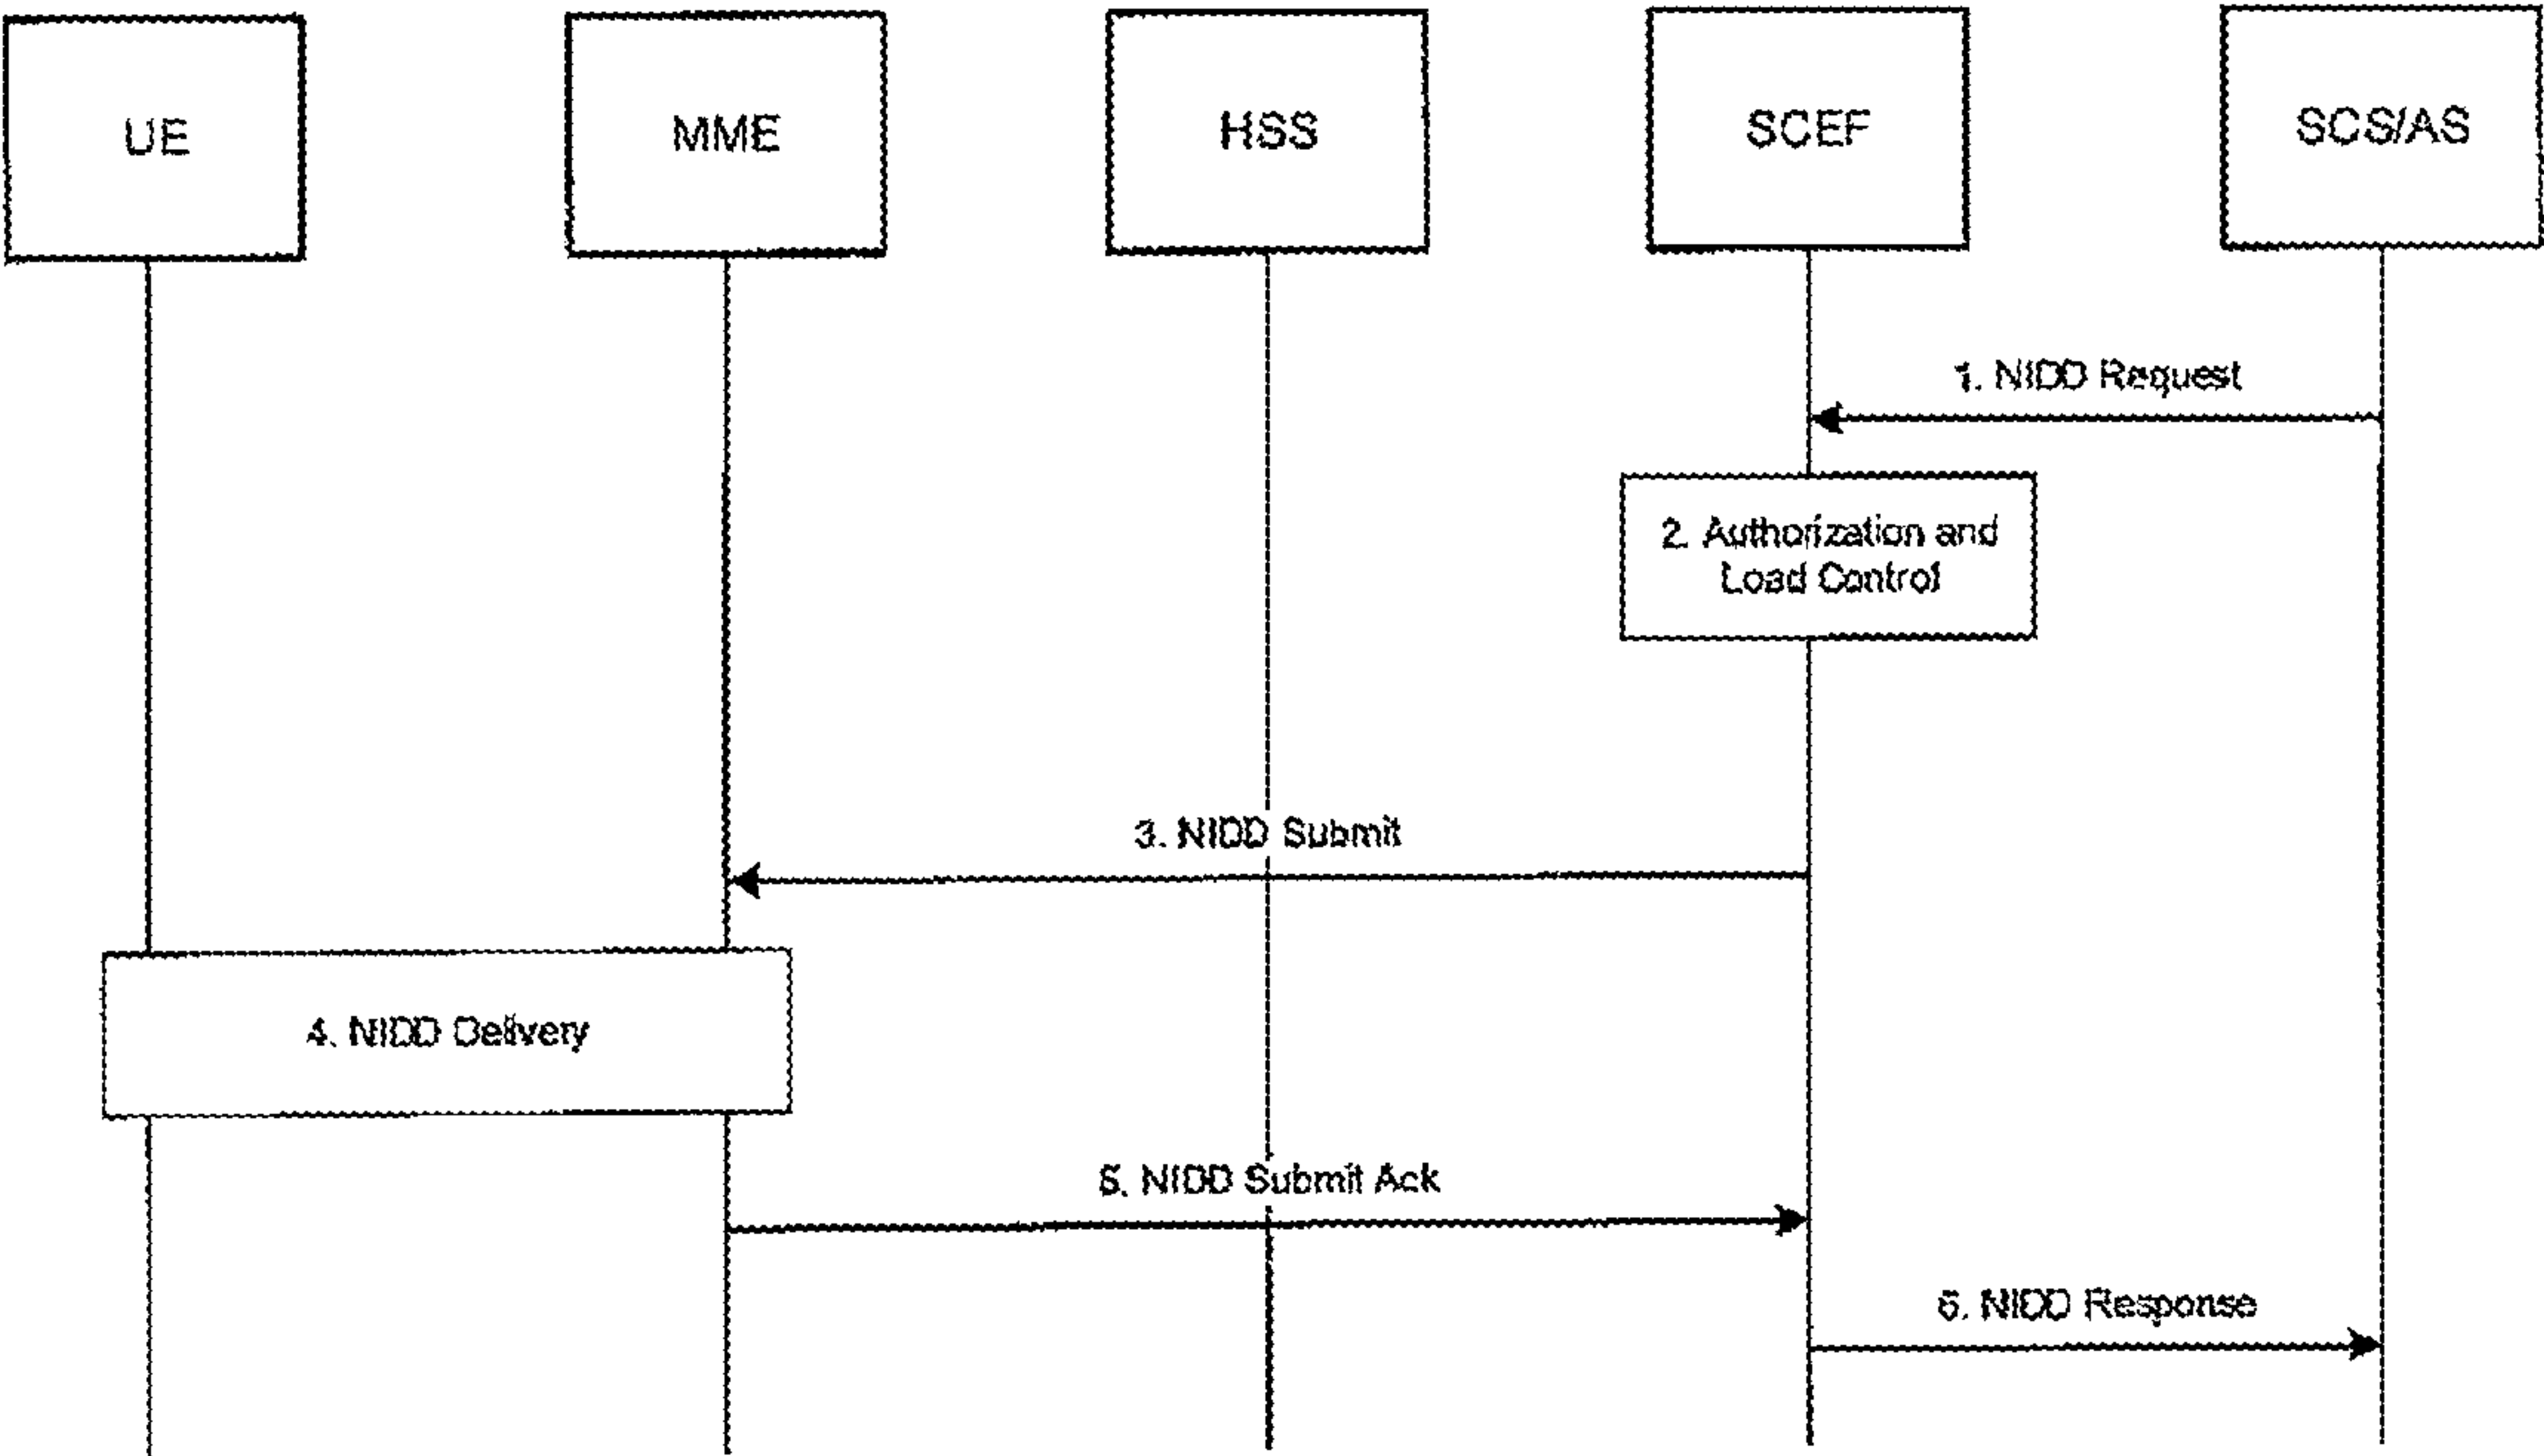 UE
MME
HSS
SCEF
SCS/AS
1. NIDD Request
2. Authorization and
Load Control
3. NIDD Submit
4. NIDD Delivery
5. NIDD Submit Ack
6. NIDD Response